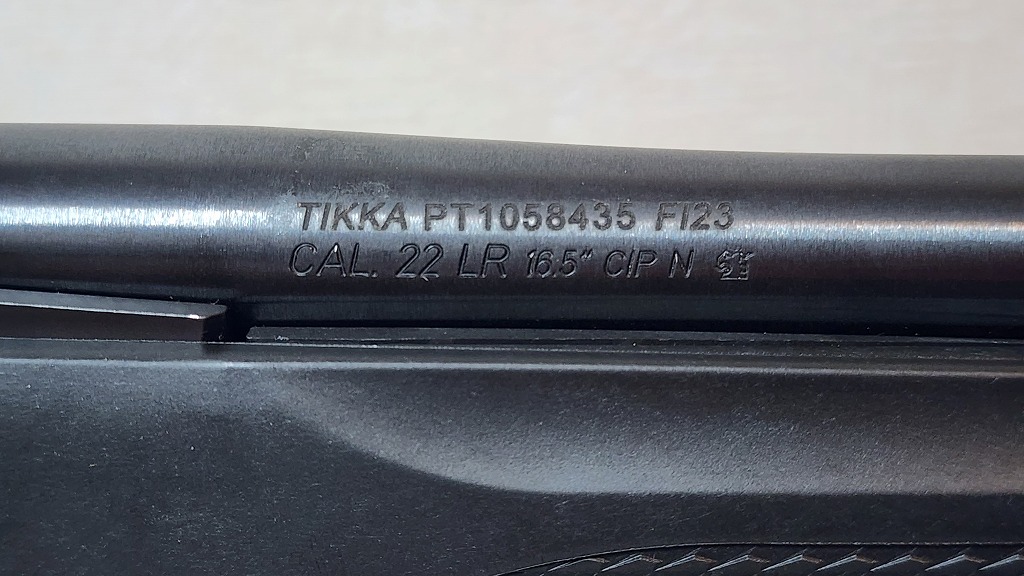 TIKKA PT1058435 FI23
CAL. 22 LR 16.5" CIP N